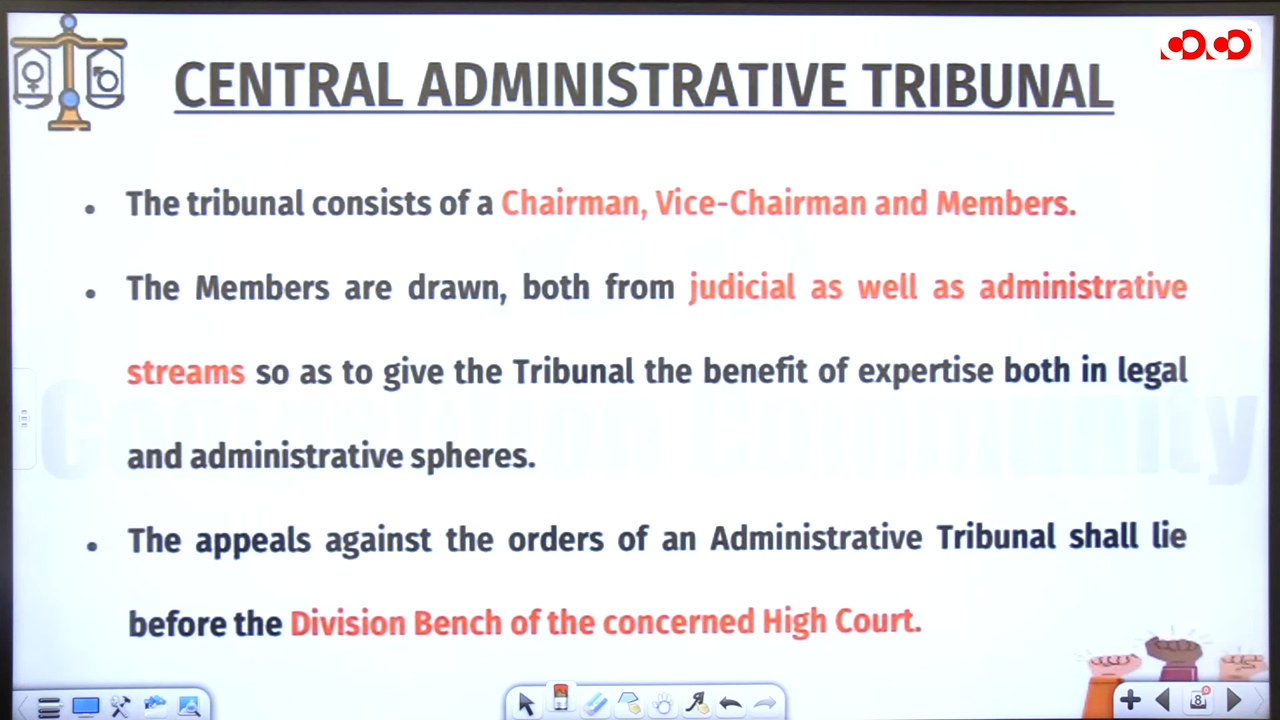 CENTRAL ADMINISTRATIVE TRIBUNAL
• The tribunal consists of a Chairman, Vice-Chairman and Members.
• The Members are drawn, both from judicial as well as administrative
streams so as to give the Tribunal the benefit of expertise both in legal
and administrative spheres.
• The appeals against the orders of an Administrative Tribunal shall lie
before the Division Bench of the concerned High Court.
8